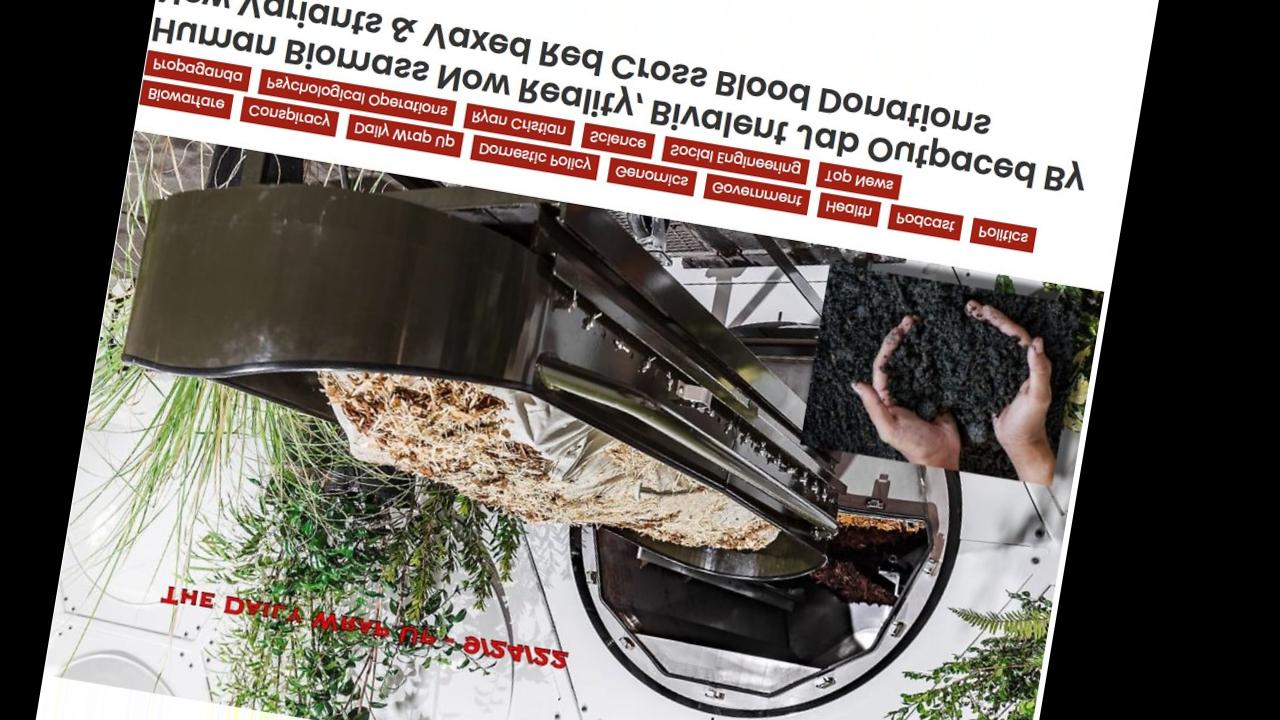 THE DAILY WRAP UP - 9/24/22
Biowarfare Conspiracy Daily Wrap Up Domestic Policy Genomics Government Health Podcast Politics
Propaganda Psychological Operations Ryan Cristian Science Social Engineering Top News
Human Biomass Now Reality, Bivalent Jab Outpaced By
New Variants & Vaxed Red Cross Blood Donations